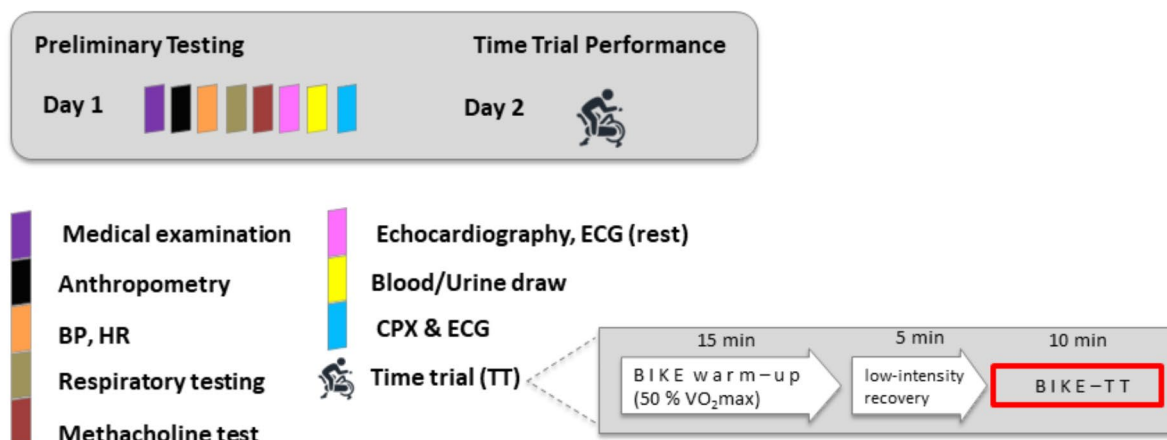 Preliminary Testing
Time Trial Performance
Day 1
Day 2
Medical examination
Anthropometry
BP, HR
Respiratory testing
Methacholine test
Echocardiography, ECG (rest)
Blood/Urine draw
CPX & ECG
Time trial (TT)
15 min
5 min
10 min
BIKE warm-up
(50 % VO₂max)
low-intensity
recovery
BIKE-TT